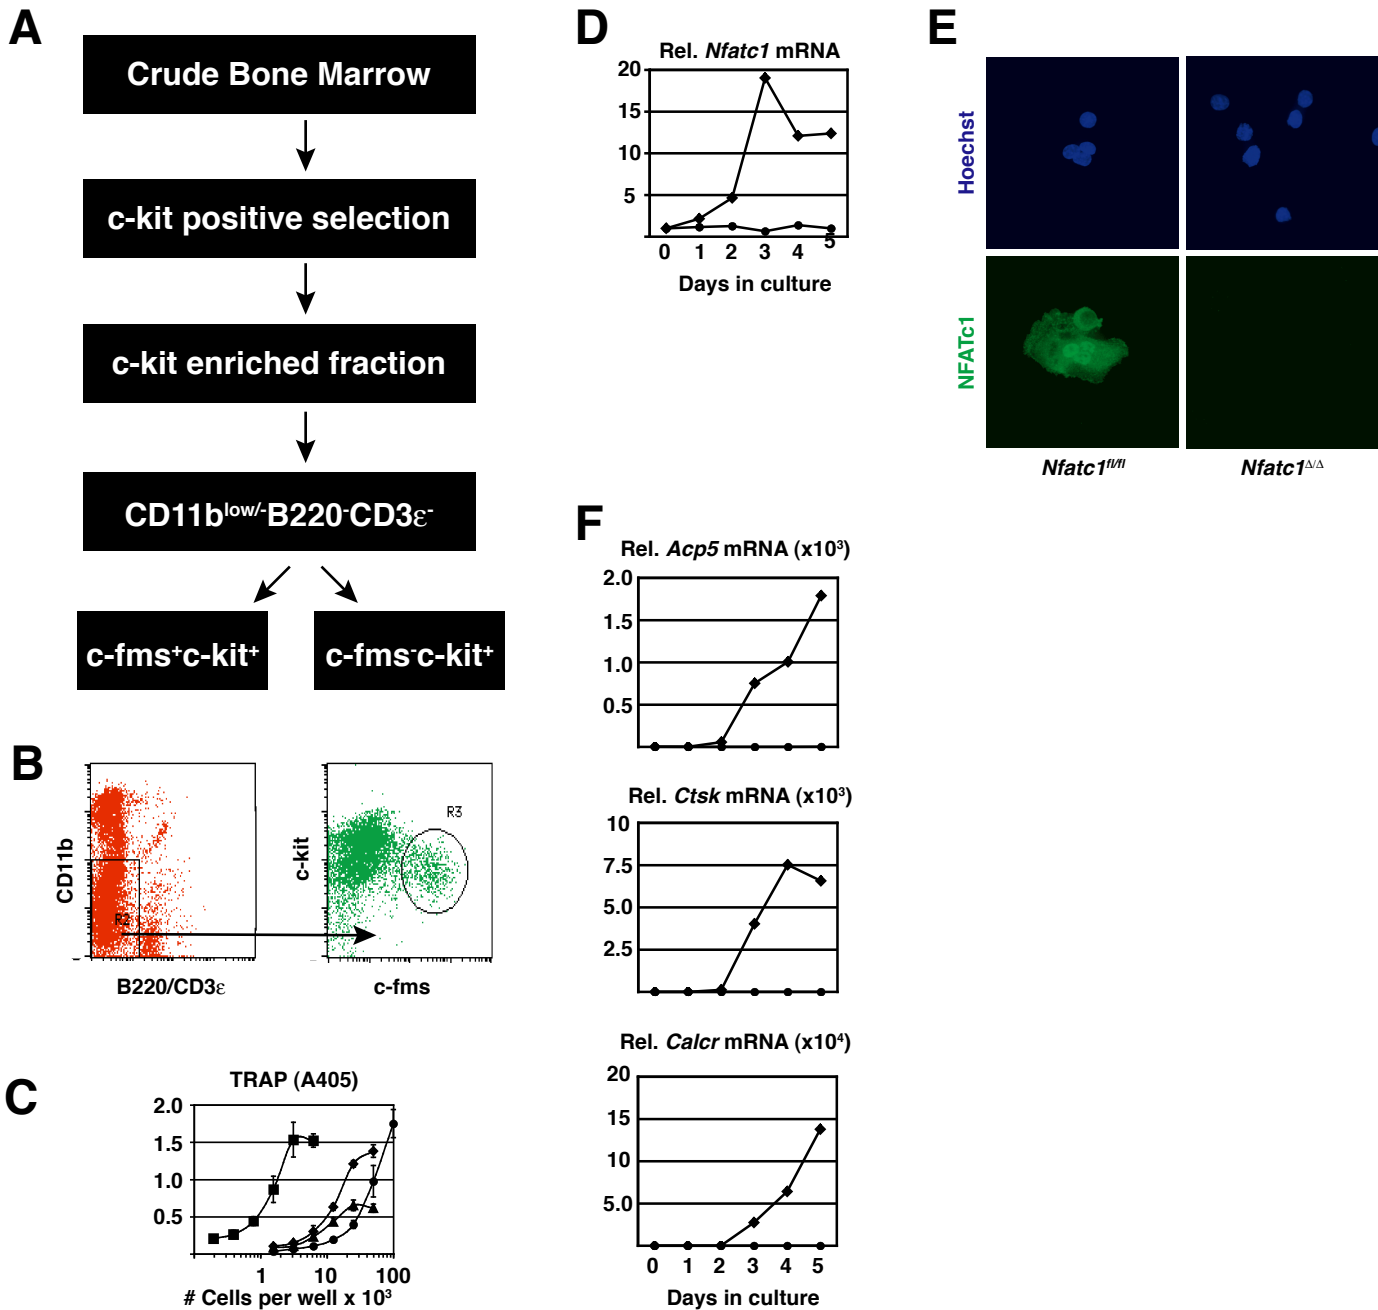 A
Crude Bone Marrow
c-kit positive selection
c-kit enriched fraction
CD11b^low/- B220^- CD3ε^-
c-fms⁺c-kit⁺
c-fms⁻c-kit⁺
B
CD11b
R2
B220/CD3ε
c-kit
R3
c-fms
C
TRAP (A405)
2.0
1.5
1.0
0.5
1 10 100
# Cells per well x 10³
D
Rel. Nfatc1 mRNA
20
15
10
5
0 1 2 3 4 5
Days in culture
E
Hoechst
NFATc1
Nfatc1^fl/fl
Nfatc1^Δ/Δ
F
Rel. Acp5 mRNA (x10³)
2.0
1.5
1.0
0.5
Rel. Ctsk mRNA (x10³)
10
7.5
5.0
2.5
Rel. Calcr mRNA (x10⁴)
20
15
10
5.0
0 1 2 3 4 5
Days in culture